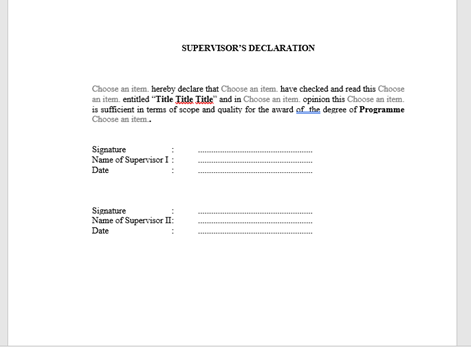 SUPERVISOR'S DECLARATION
Choose an item. hereby declare that Choose an item. have checked and read this Choose
an item. entitled "Title Title Title" and in Choose an item. opinion this Choose an item.
is sufficient in terms of scope and quality for the award of the degree of Programme
Choose an item..
Signature : ............................................................
Name of Supervisor I : ............................................................
Date : ............................................................
Signature : ............................................................
Name of Supervisor II: ............................................................
Date : ............................................................